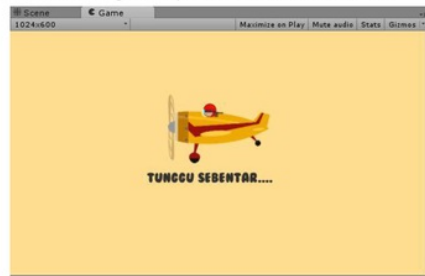 Scene Game
1024x600 Maximize on Play Mute audio Stats Gizmos
TUNGGU SEBENTAR....